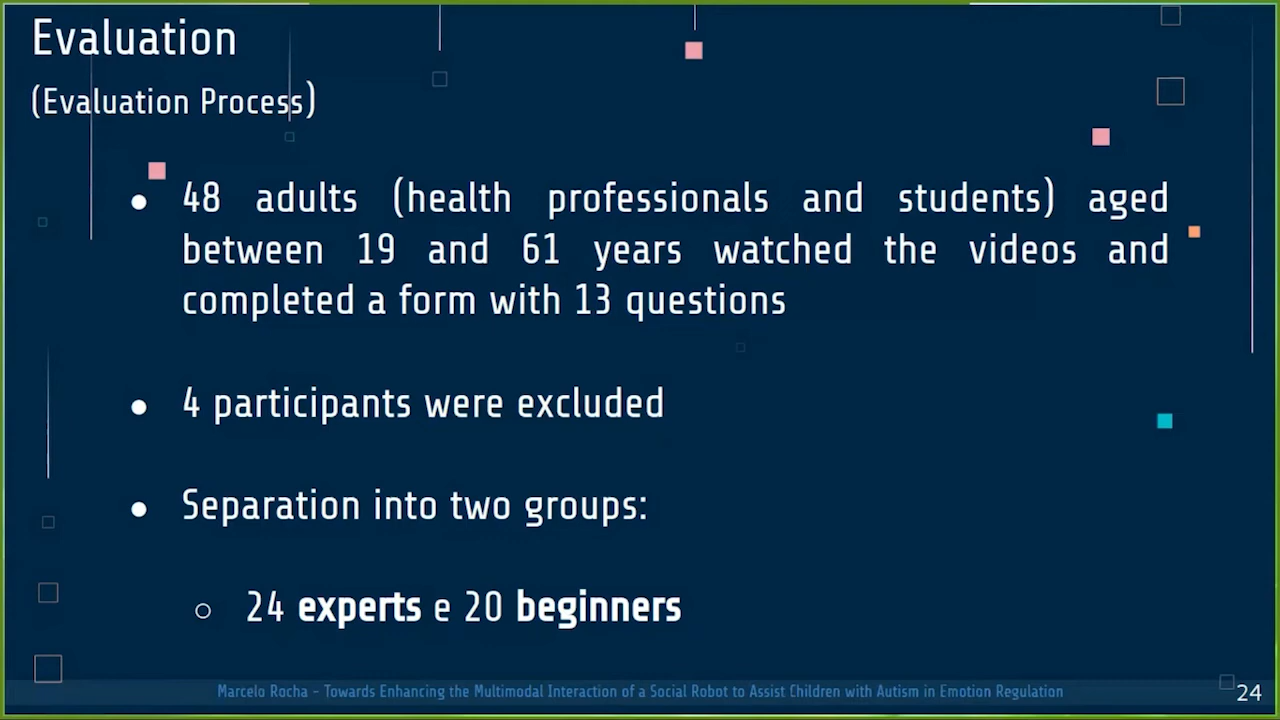 Evaluation
(Evaluation Process)
● 48 adults (health professionals and students) aged
between 19 and 61 years watched the videos and
completed a form with 13 questions
● 4 participants were excluded
● Separation into two groups:
○ 24 experts e 20 beginners
Marcelo Rocha - Towards Enhancing the Multimodal Interaction of a Social Robot to Assist Children with Autism in Emotion Regulation
24